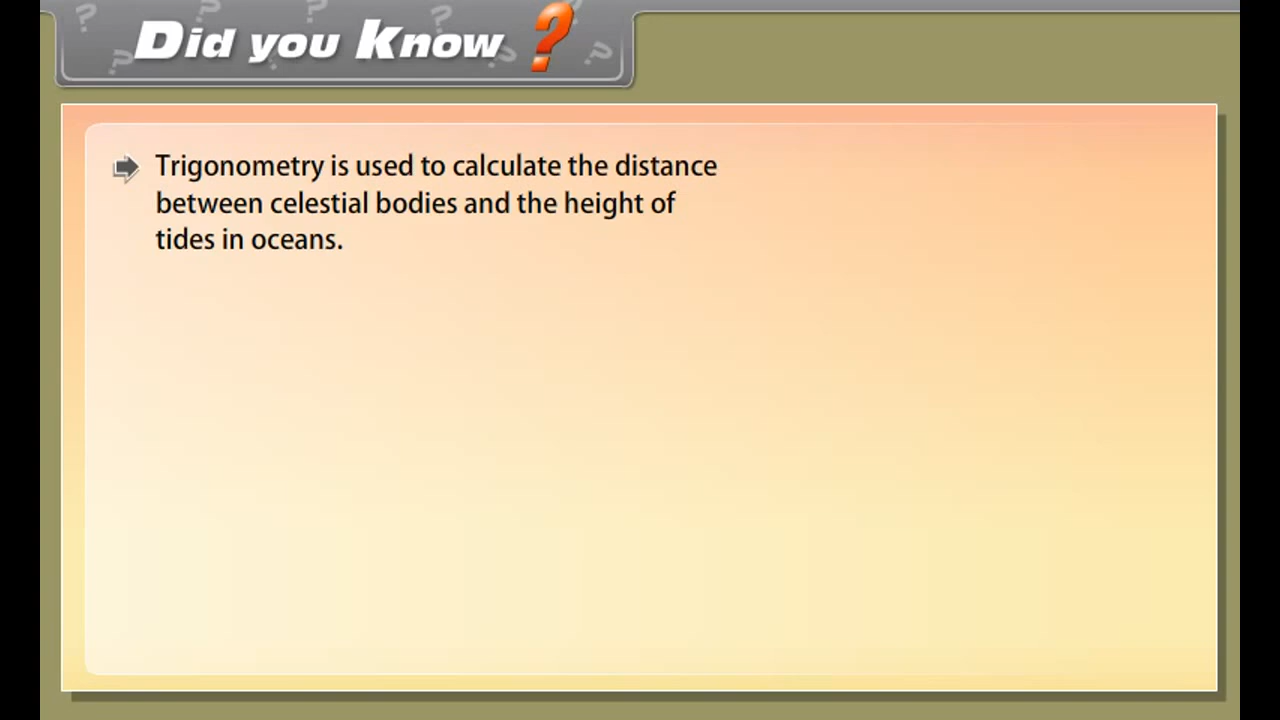 Did you Know ?
Trigonometry is used to calculate the distance
between celestial bodies and the height of
tides in oceans.